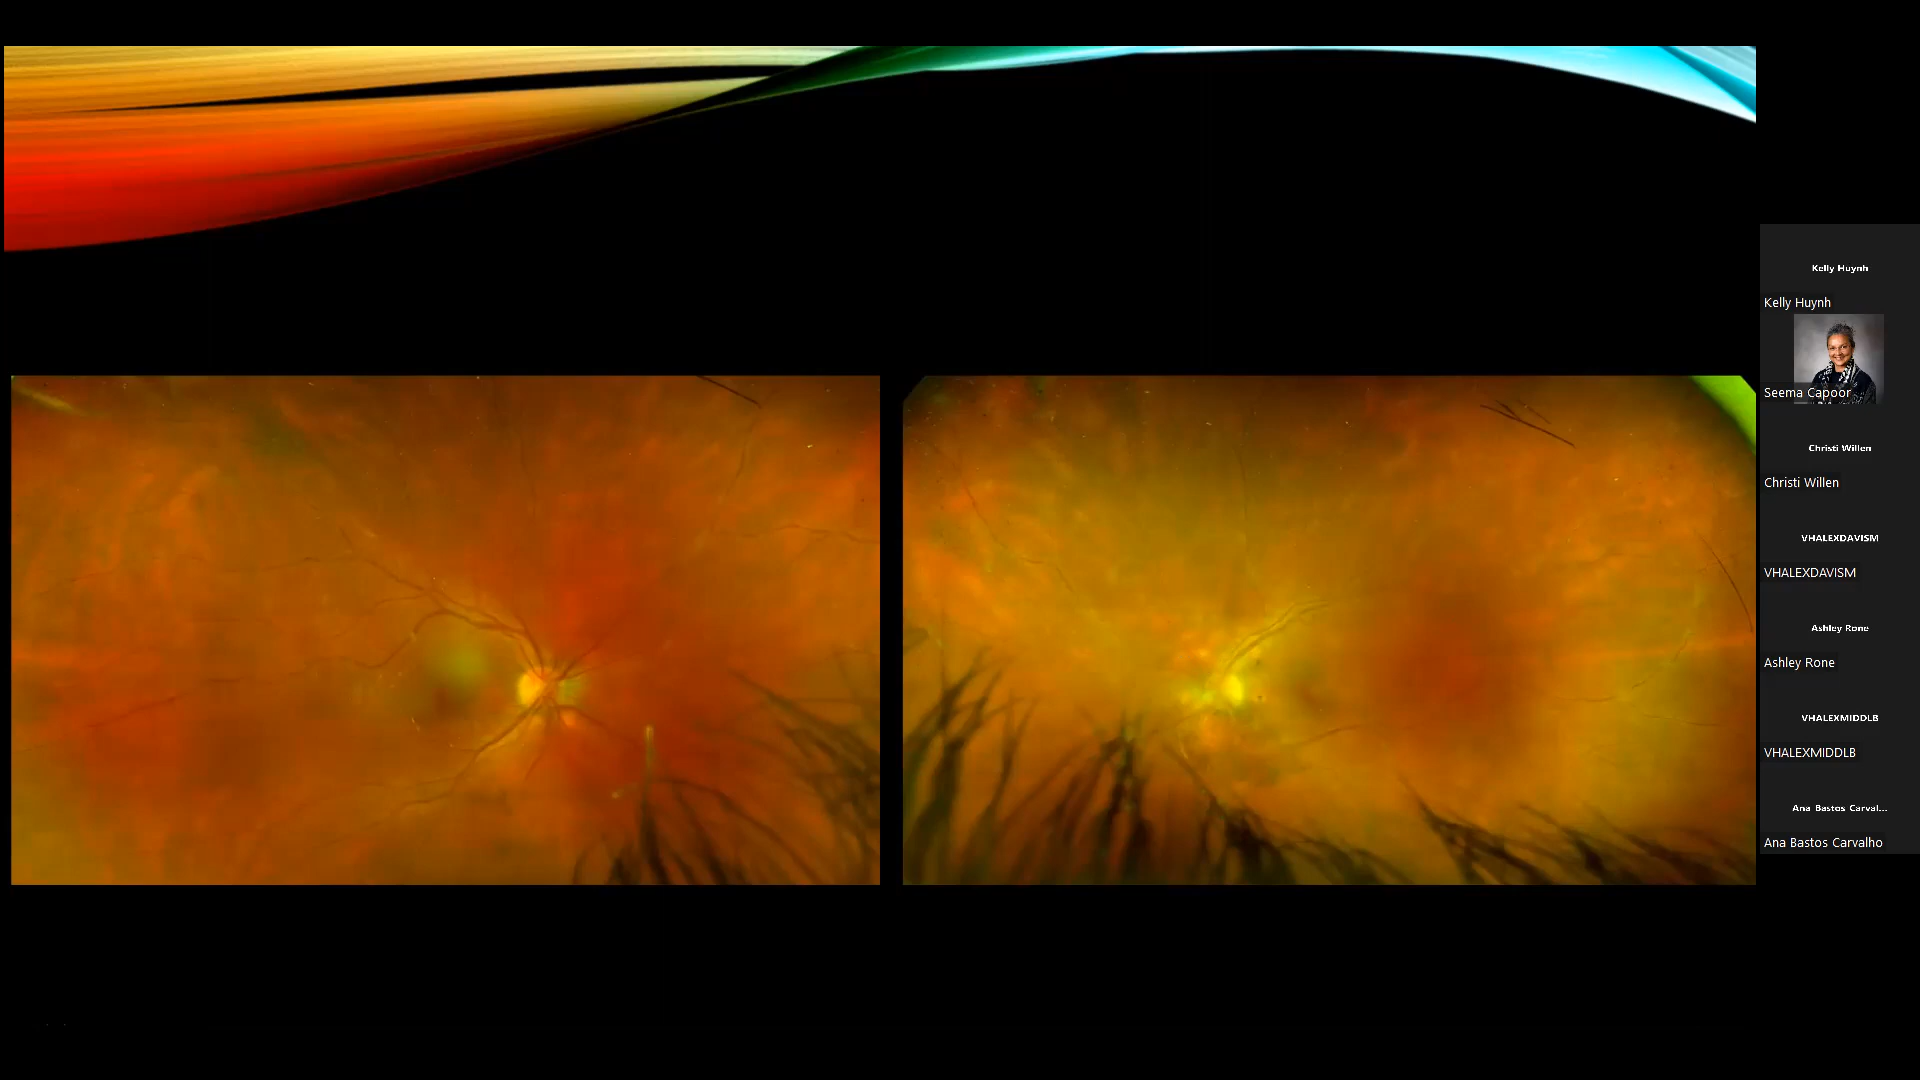 Kelly Huynh
Kelly Huynh
Seema Capoor
Christi Willen
Christi Willen
VHALEXDAVISM
VHALEXDAVISM
Ashley Rone
Ashley Rone
VHALEXMIDDLB
VHALEXMIDDLB
Ana Bastos Carval...
Ana Bastos Carvalho